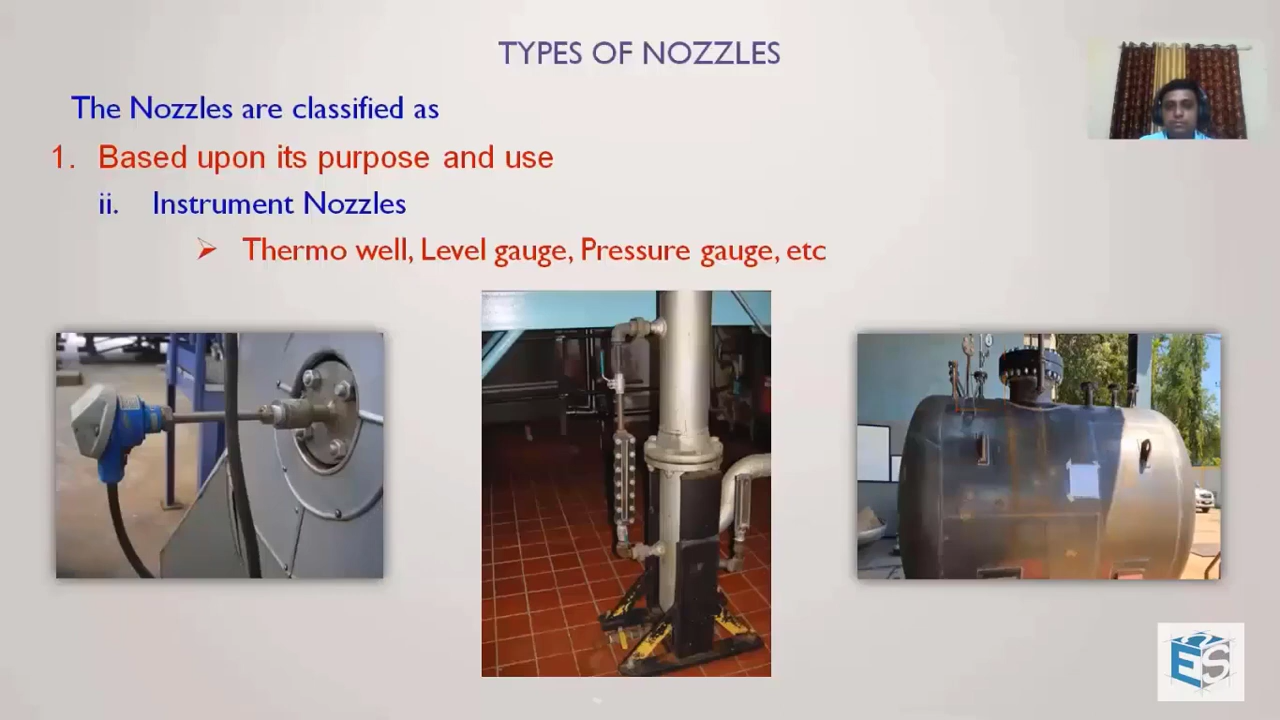 TYPES OF NOZZLES
The Nozzles are classified as
1. Based upon its purpose and use
ii. Instrument Nozzles
➢ Thermo well, Level gauge, Pressure gauge, etc
ES